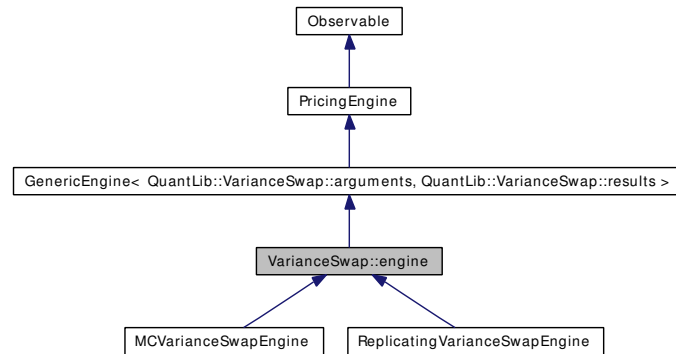 Observable
PricingEngine
GenericEngine< QuantLib::VarianceSwap::arguments, QuantLib::VarianceSwap::results >
VarianceSwap::engine
MCVarianceSwapEngine
ReplicatingVarianceSwapEngine